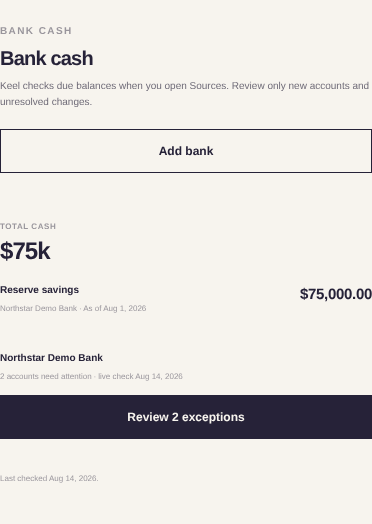 BANK CASH
Bank cash
Keel checks due balances when you open Sources. Review only new accounts and
unresolved changes.
Add bank
TOTAL CASH
$75k
Reserve savings
$75,000.00
Northstar Demo Bank · As of Aug 1, 2026
Northstar Demo Bank
2 accounts need attention · live check Aug 14, 2026
Review 2 exceptions
Last checked Aug 14, 2026.